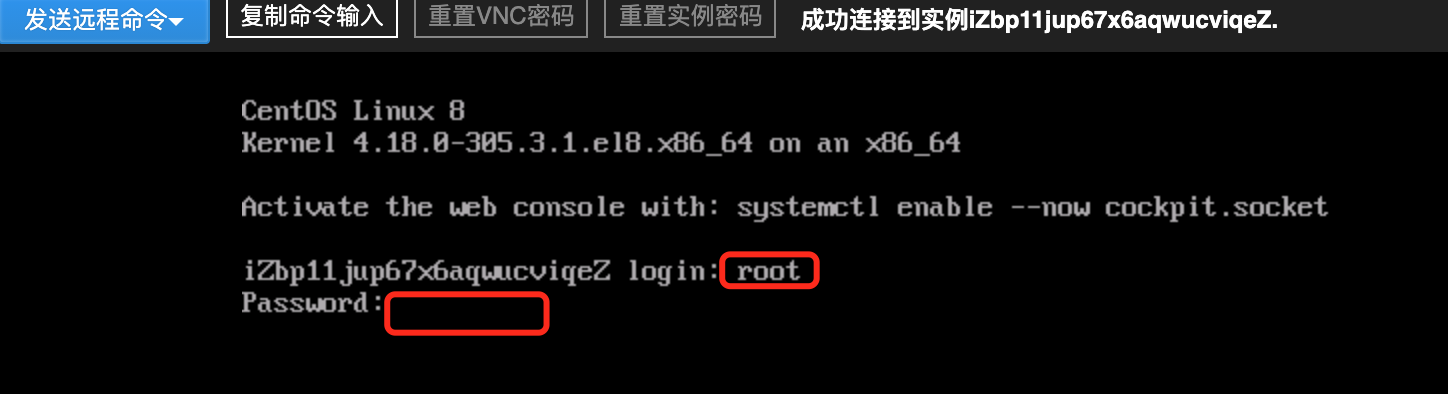 发送远程命令 复制命令输入 重置VNC密码 重置实例密码 成功连接到实例iZbp11jup67x6aqwucviqeZ.
CentOS Linux 8
Kernel 4.18.0-305.3.1.el8.x86_64 on an x86_64
Activate the web console with: systemctl enable --now cockpit.socket
iZbp11jup67x6aqwucviqeZ login: root
Password: